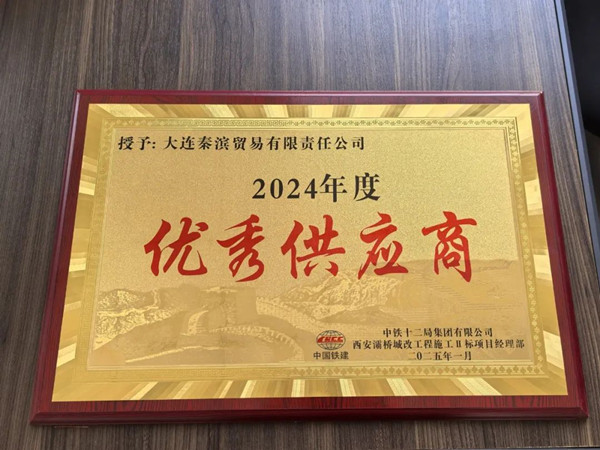 授予: 大连秦滨贸易有限责任公司
2024年度
优秀供应商
CRCC
中国铁建
中铁十二局集团有限公司
西安灞桥城改工程施工Ⅱ标项目经理部
二〇二五年一月